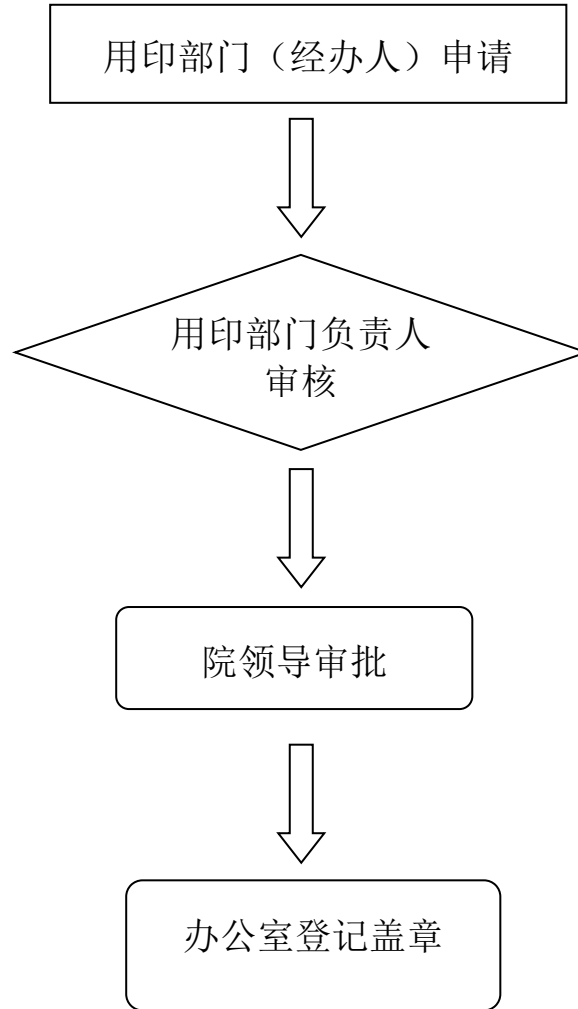 用印部门（经办人）申请
用印部门负责人
审核
院领导审批
办公室登记盖章